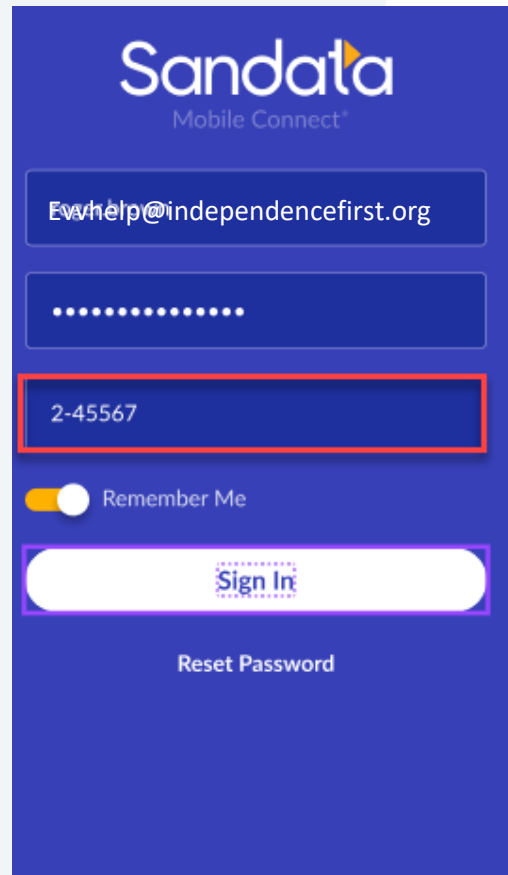 Sandata
Mobile Connect®
Evvhelp@independencefirst.org
•••••••••••••••
2-45567
Remember Me
Sign In
Reset Password